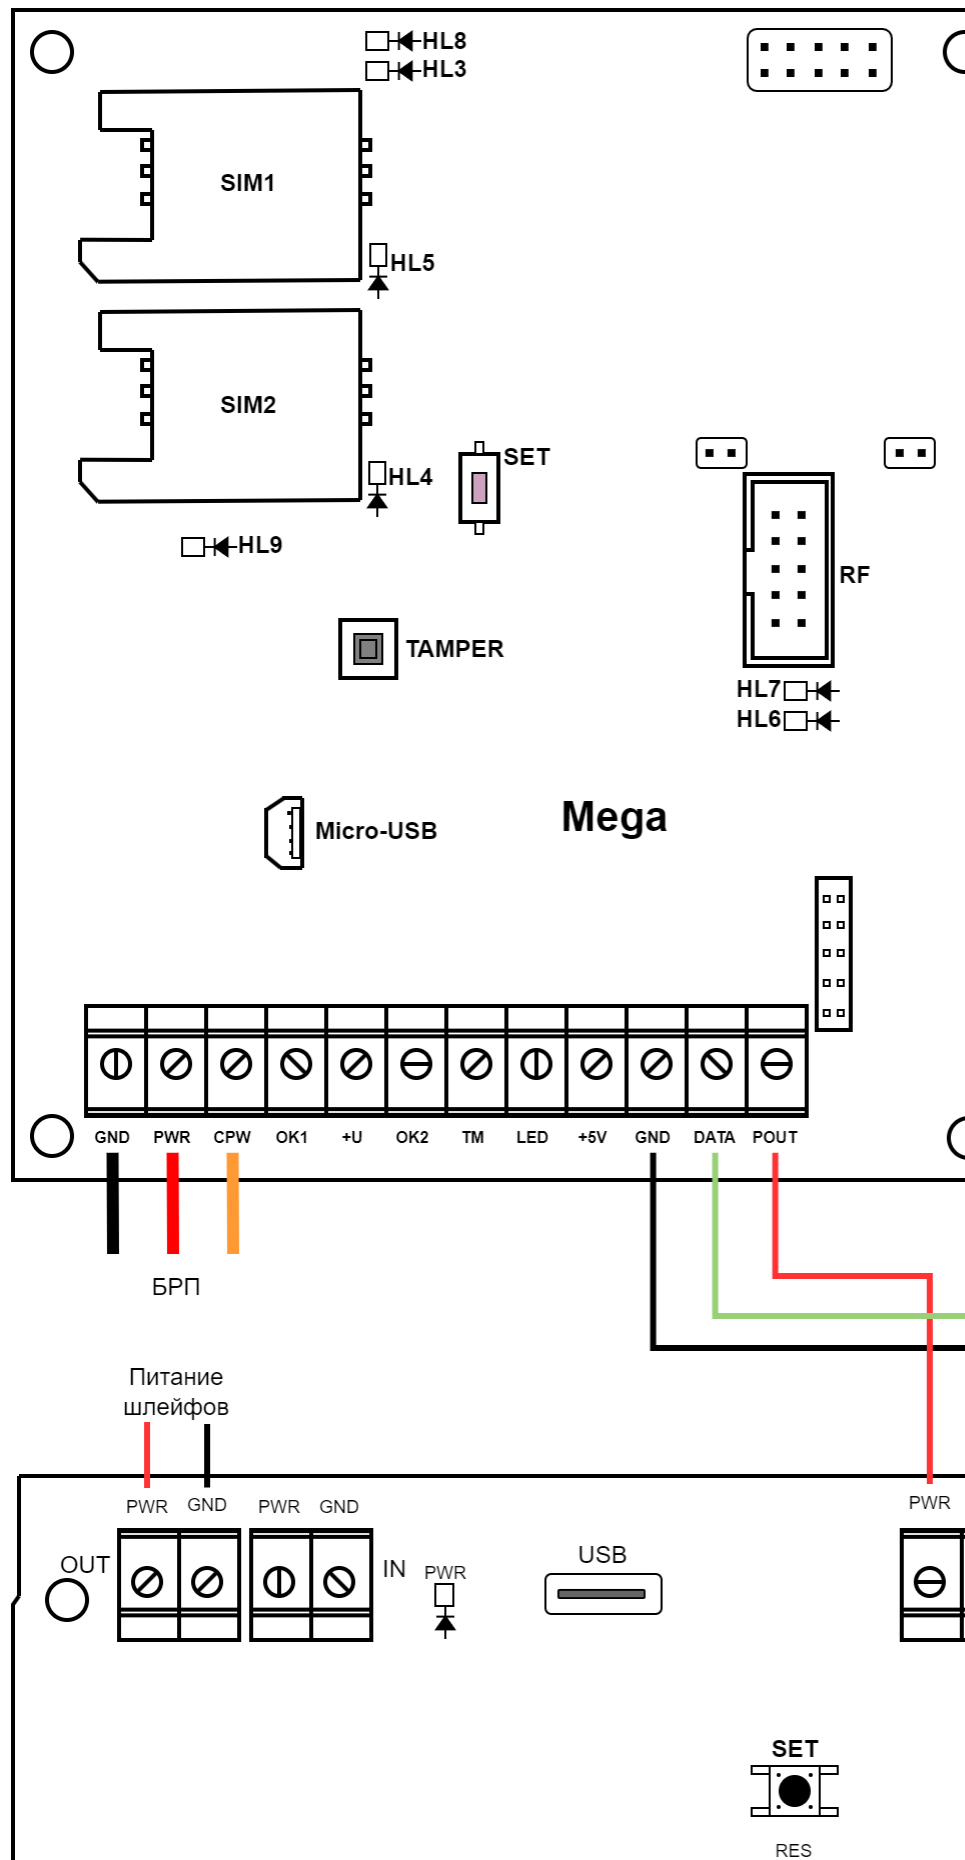 HL8
HL3
SIM1
HL5
SIM2
HL4
SET
HL9
RF
TAMPER
HL7
HL6
Mega
Micro-USB
GND PWR CPW OK1 +U OK2 TM LED +5V GND DATA POUT
БРП
Питание
шлейфов
PWR GND PWR GND PWR
OUT IN PWR USB
SET
RES